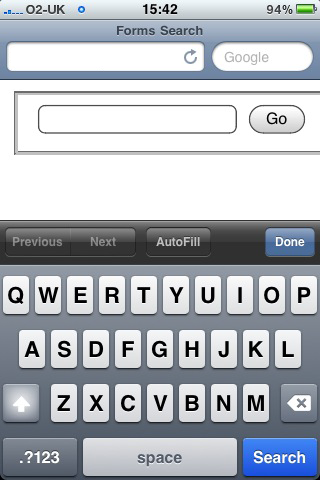 O2-UK 15:42 94%
Forms Search
Google
Go
Previous Next AutoFill Done
Q W E R T Y U I O P
A S D F G H J K L
Z X C V B N M
.?123 space Search